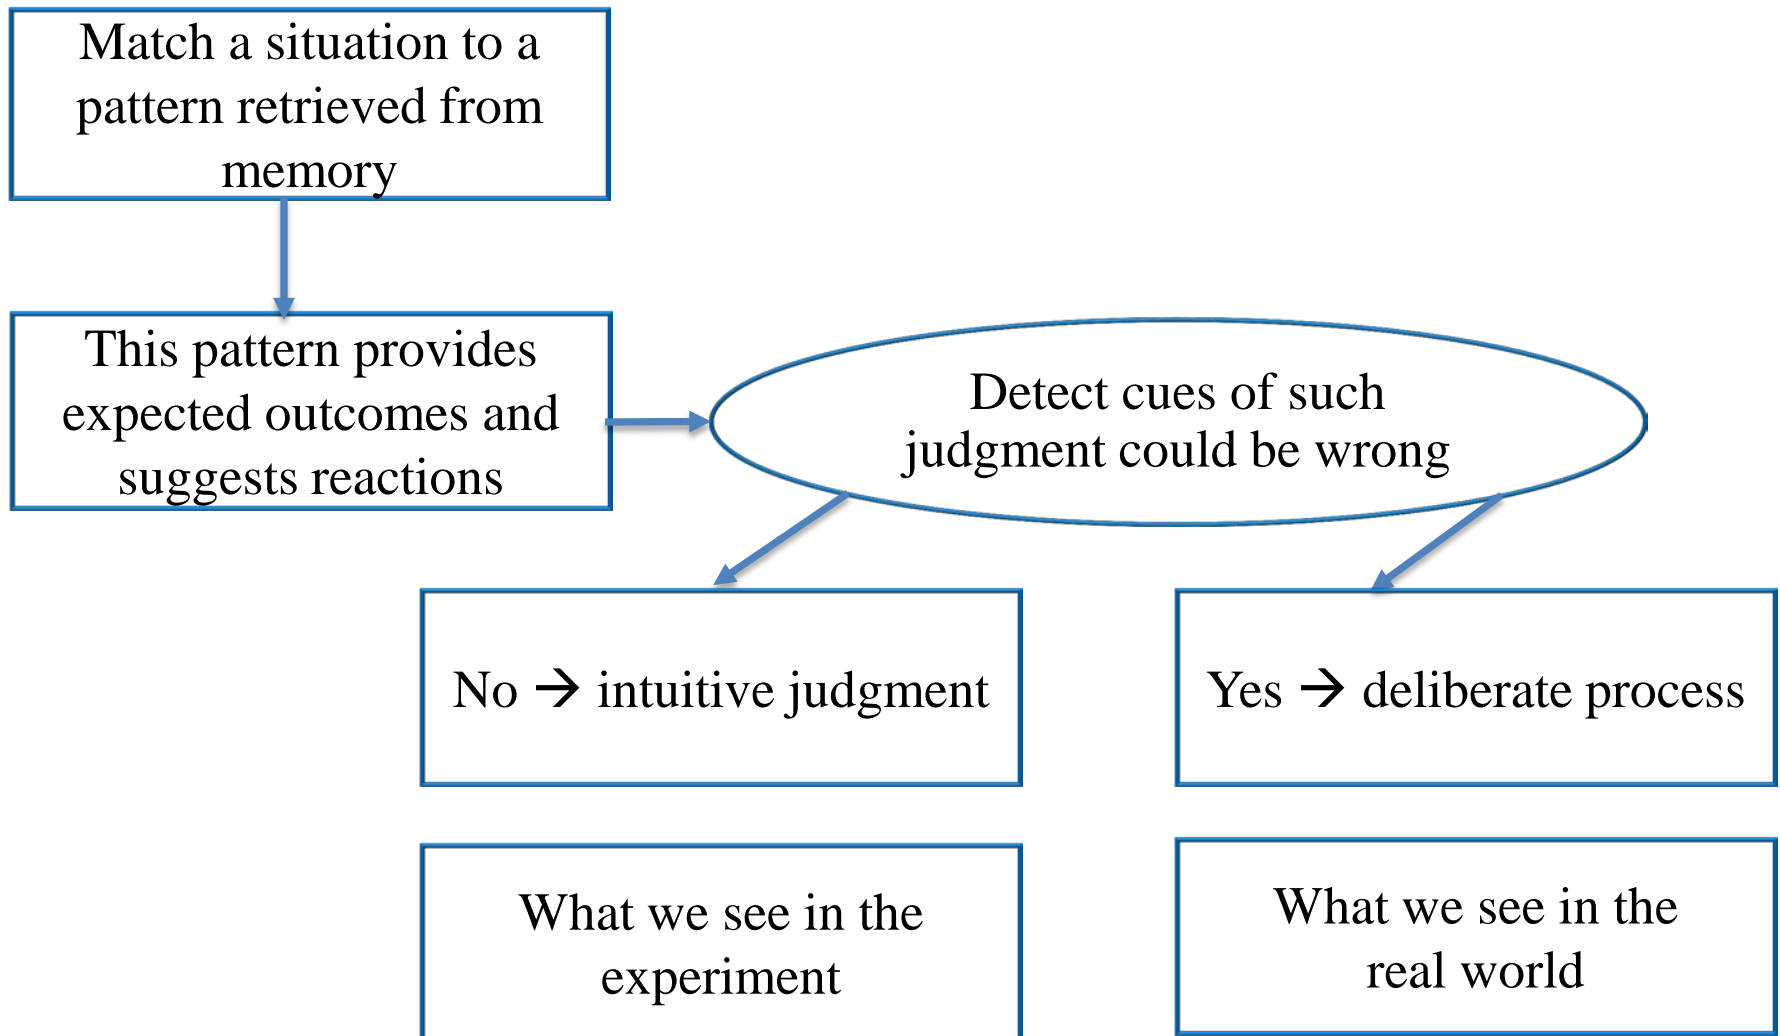 Match a situation to a
pattern retrieved from
memory
This pattern provides
expected outcomes and
suggests reactions
Detect cues of such
judgment could be wrong
No → intuitive judgment
Yes → deliberate process
What we see in the
experiment
What we see in the
real world